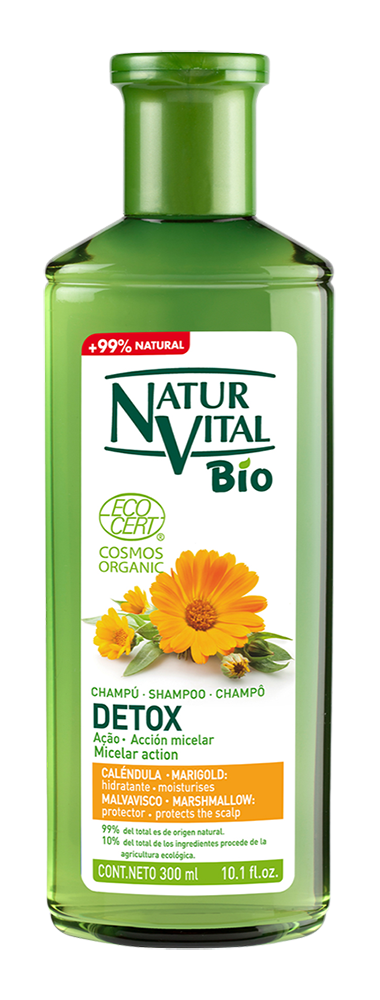 +99% NATURAL
NATUR
VITAL
Bio
ECO
CERT®
COSMOS
ORGANIC
CHAMPÚ · SHAMPOO · CHAMPÔ
DETOX
Ação · Acción micelar
Micelar action
CALÉNDULA · MARIGOLD:
hidratante · moisturises
MALVAVISCO · MARSHMALLOW:
protector · protects the scalp
99% del total es de origen natural.
10% del total de los ingredientes procede de la
agricultura ecológica.
CONT.NETO 300 ml 10.1 fl.oz.